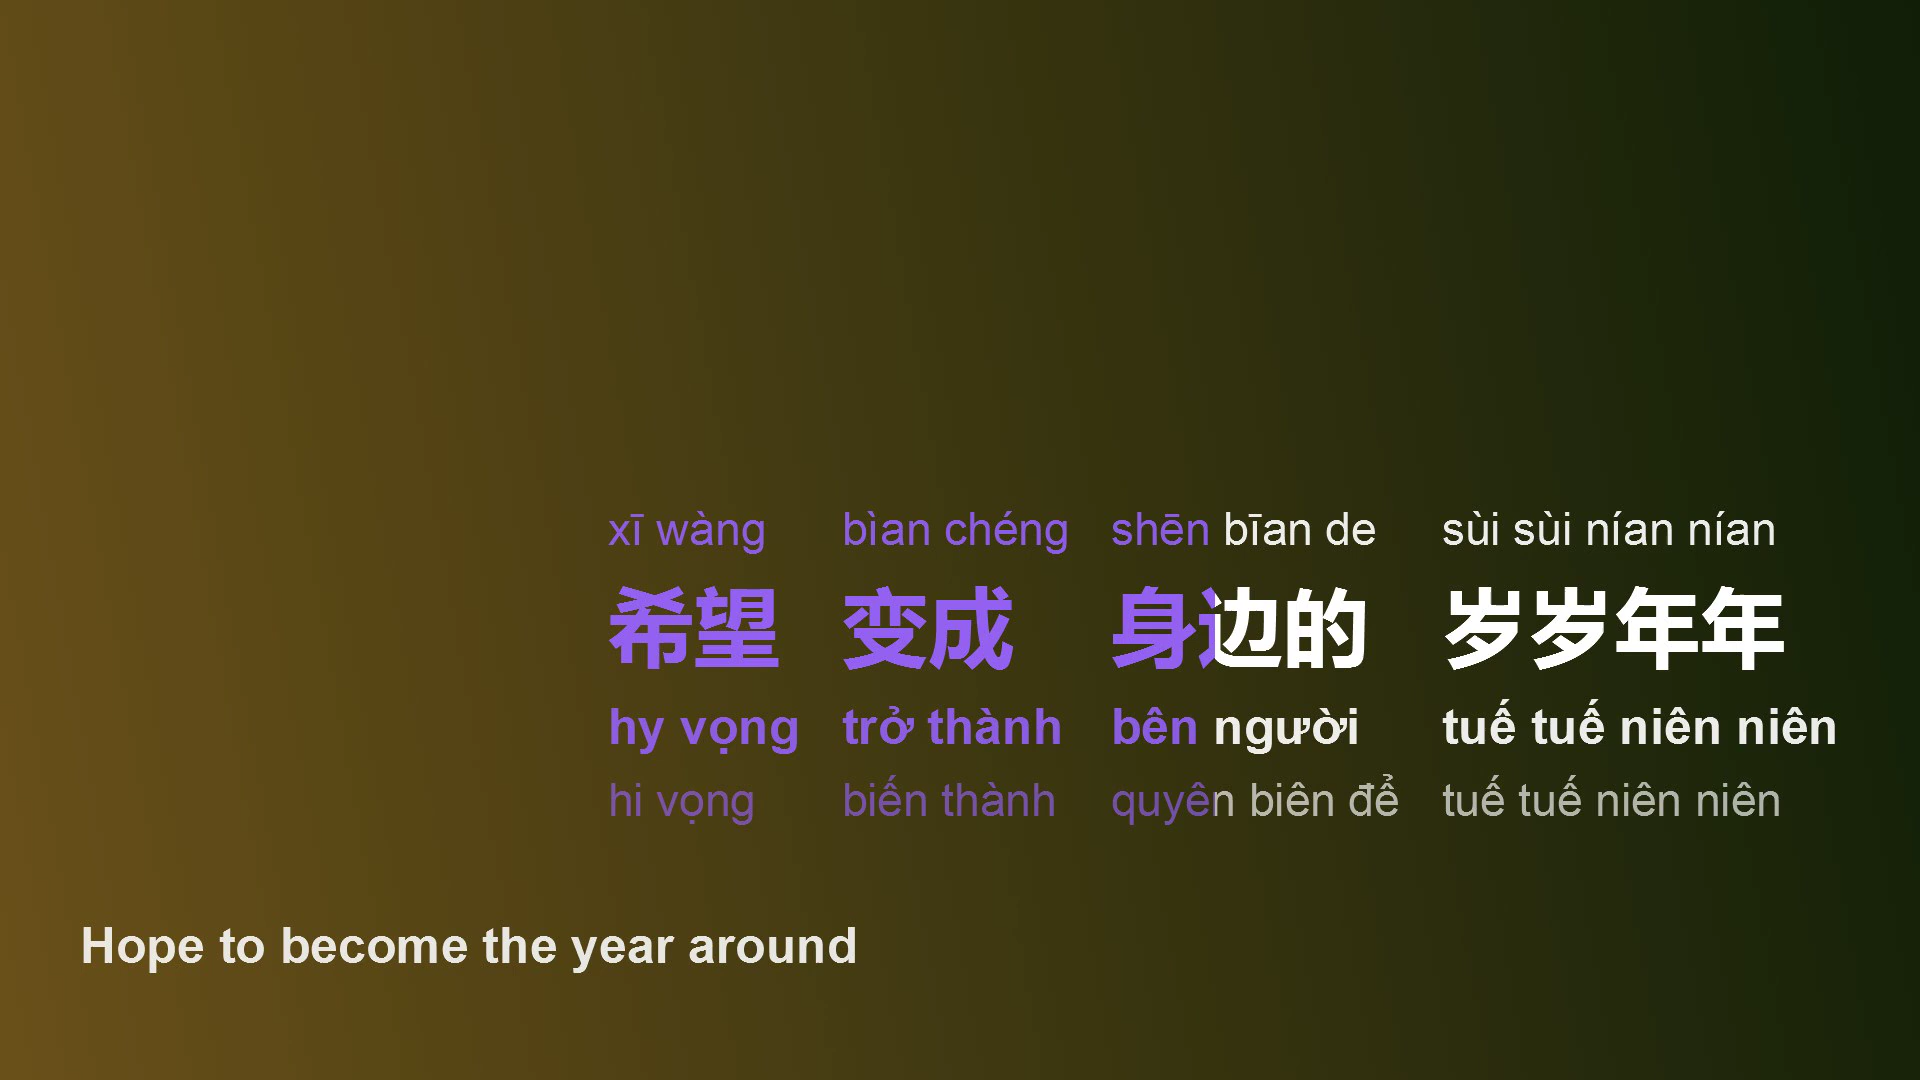 xī wàng bìan chéng shēn bīan de sùi sùi nían nían
希望 变成 身边的 岁岁年年
hy vọng trở thành bên người tuế tuế niên niên
hi vọng biến thành quyên biên để tuế tuế niên niên
Hope to become the year around